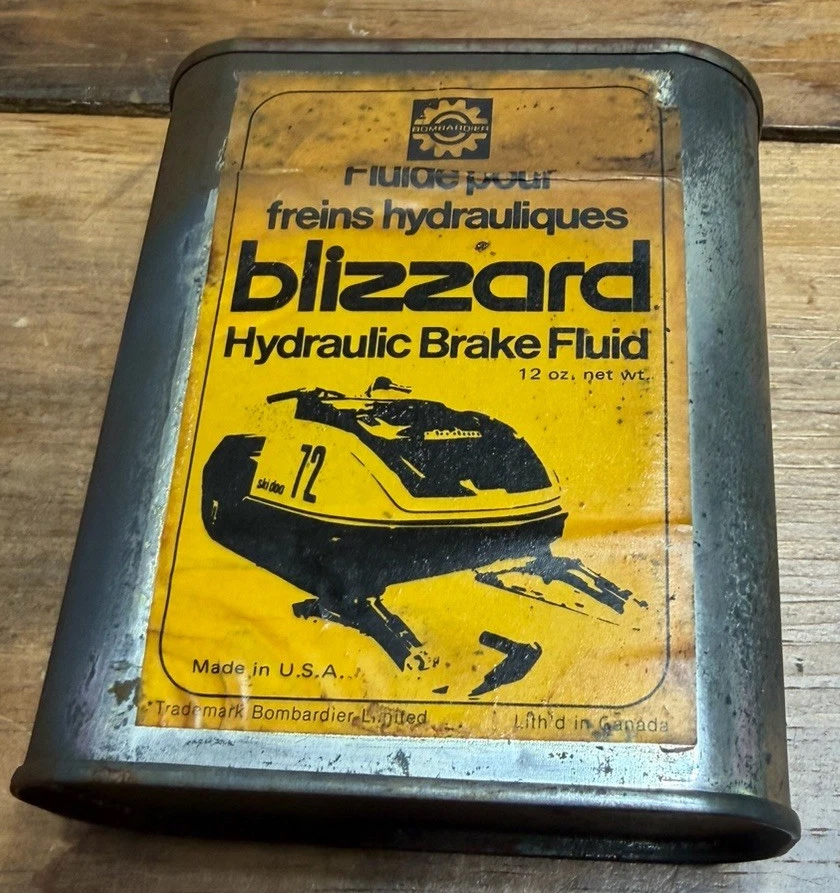 BOMBARDIER
Fluide pour
freins hydrauliques
blizzard
Hydraulic Brake Fluid
12 oz. net wt.
72
ski-doo
Made in U.S.A.
Trademark Bombardier Limited
Lith'd in Canada